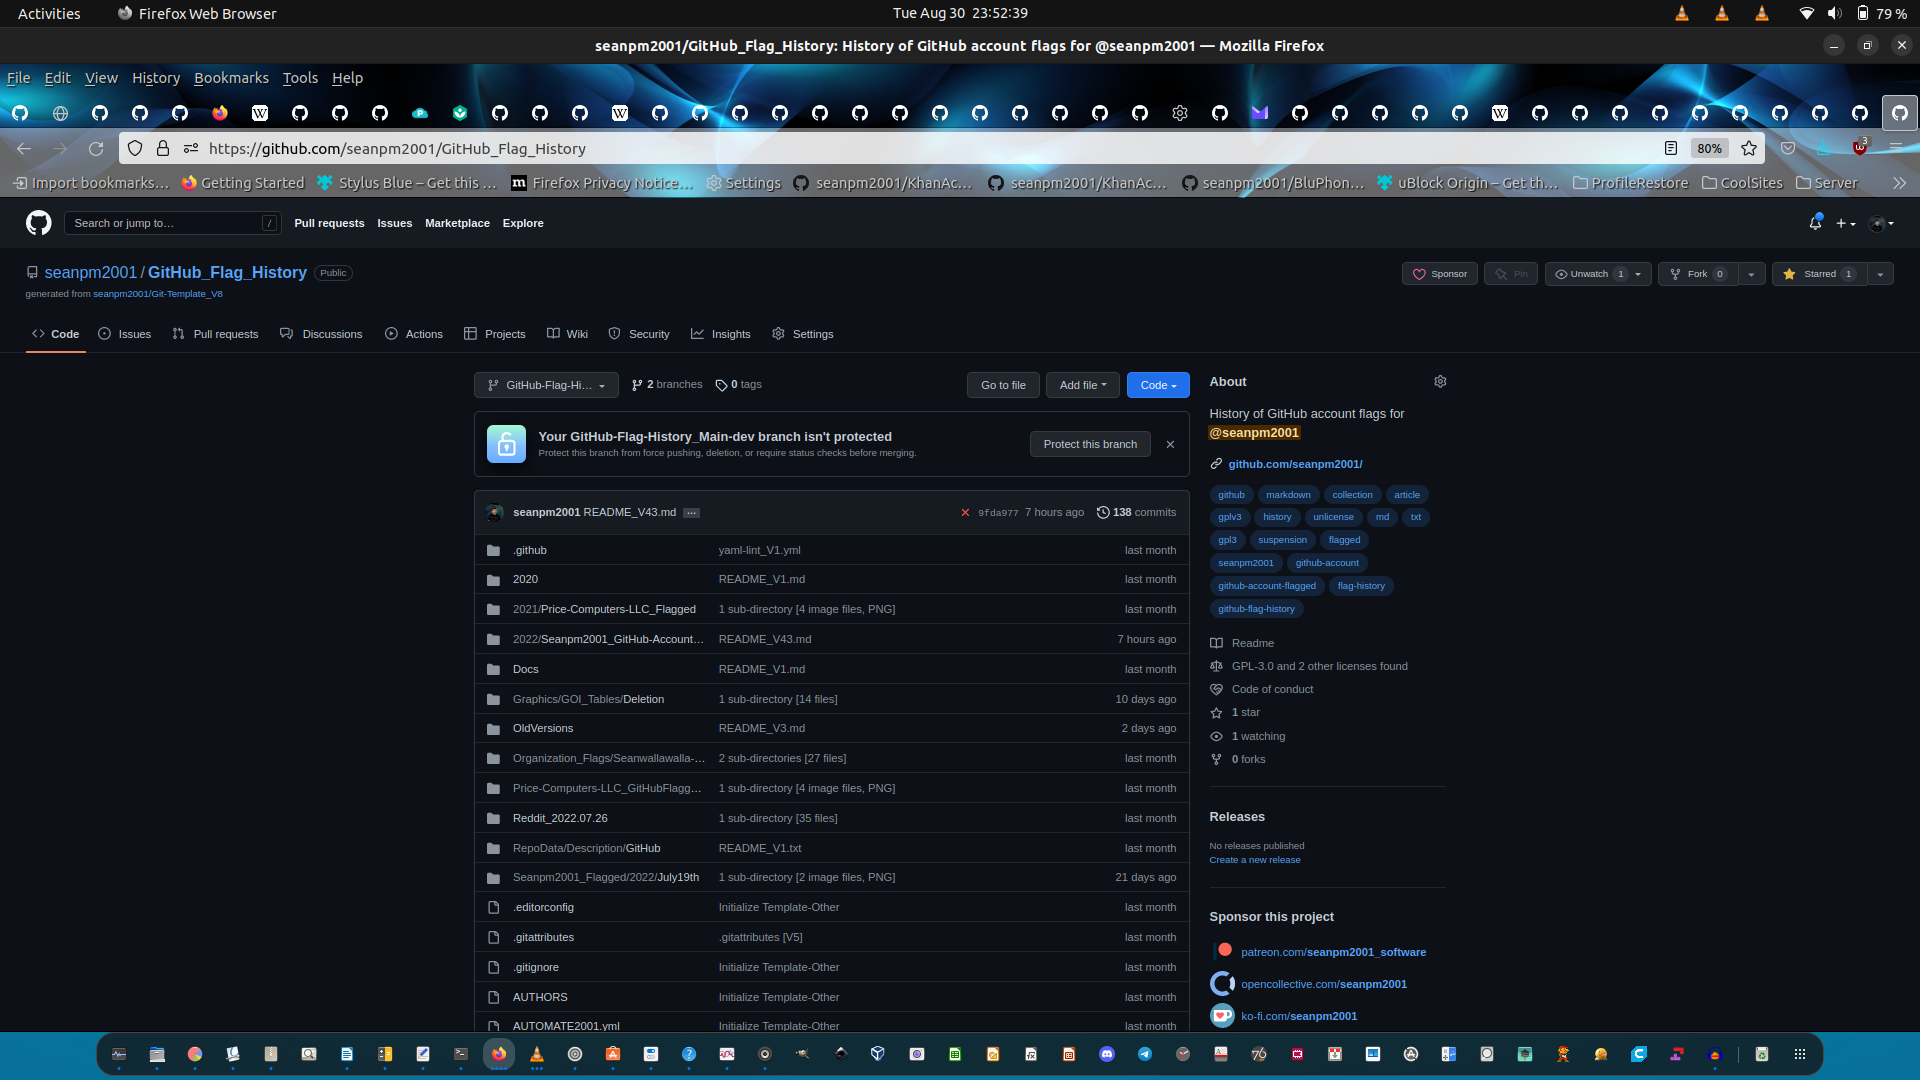 Activities
Firefox Web Browser
Tue Aug 30 23:52:39
79 %
seanpm2001/GitHub_Flag_History: History of GitHub account flags for @seanpm2001 — Mozilla Firefox
File Edit View History Bookmarks Tools Help
https://github.com/seanpm2001/GitHub_Flag_History
80%
3
Import bookmarks… Getting Started Stylus Blue – Get this … Firefox Privacy Notice… Settings seanpm2001/KhanAc… seanpm2001/KhanAc… seanpm2001/BluPhon… uBlock Origin – Get th… ProfileRestore CoolSites Server
Search or jump to… /
Pull requests Issues Marketplace Explore
seanpm2001 / GitHub_Flag_History Public
generated from seanpm2001/Git-Template_V8
Sponsor Pin Unwatch 1 Fork 0 Starred 1
Code Issues Pull requests Discussions Actions Projects Wiki Security Insights Settings
GitHub-Flag-Hi… 2 branches 0 tags Go to file Add file Code
Your GitHub-Flag-History_Main-dev branch isn't protected
Protect this branch from force pushing, deletion, or require status checks before merging.
Protect this branch
seanpm2001 README_V43.md … 9fda977 7 hours ago 138 commits
.github yaml-lint_V1.yml last month
2020 README_V1.md last month
2021/Price-Computers-LLC_Flagged 1 sub-directory [4 image files, PNG] last month
2022/Seanpm2001_GitHub-Account… README_V43.md 7 hours ago
Docs README_V1.md last month
Graphics/GOI_Tables/Deletion 1 sub-directory [14 files] 10 days ago
OldVersions README_V3.md 2 days ago
Organization_Flags/Seanwallawalla-… 2 sub-directories [27 files] last month
Price-Computers-LLC_GitHubFlagg… 1 sub-directory [4 image files, PNG] last month
Reddit_2022.07.26 1 sub-directory [35 files] last month
RepoData/Description/GitHub README_V1.txt last month
Seanpm2001_Flagged/2022/July19th 1 sub-directory [2 image files, PNG] 21 days ago
.editorconfig Initialize Template-Other last month
.gitattributes .gitattributes [V5] last month
.gitignore Initialize Template-Other last month
AUTHORS Initialize Template-Other last month
AUTOMATE2001.yml Initialize Template-Other last month
About
History of GitHub account flags for
@seanpm2001
github.com/seanpm2001/
github markdown collection article
gplv3 history unlicense md txt
gpl3 suspension flagged
seanpm2001 github-account
github-account-flagged flag-history
github-flag-history
Readme
GPL-3.0 and 2 other licenses found
Code of conduct
1 star
1 watching
0 forks
Releases
No releases published
Create a new release
Sponsor this project
patreon.com/seanpm2001_software
opencollective.com/seanpm2001
ko-fi.com/seanpm2001